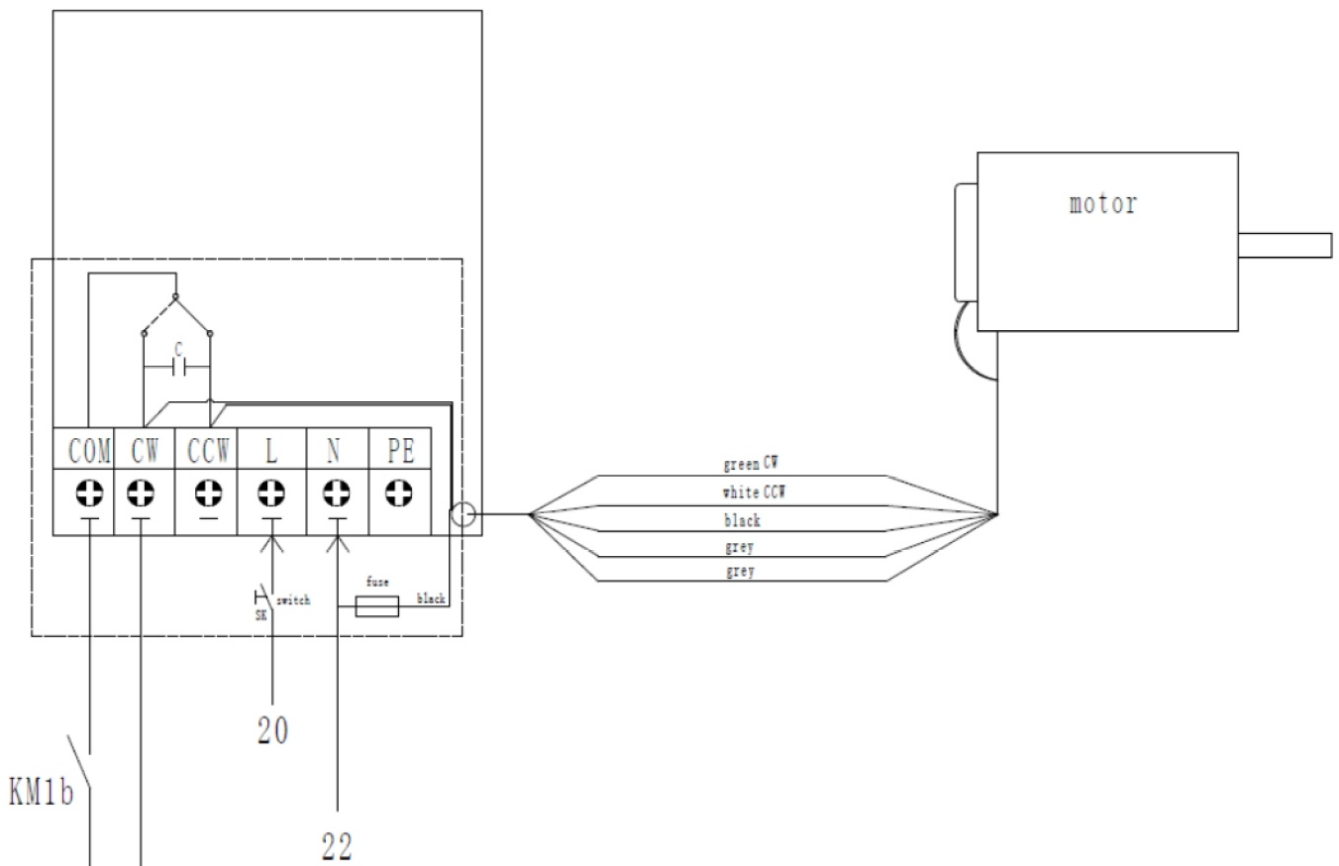 motor
C
COM CW CCW L N PE
green CW
white CCW
black
grey
grey
fuse
switch
black
SK
20
KM1b
22